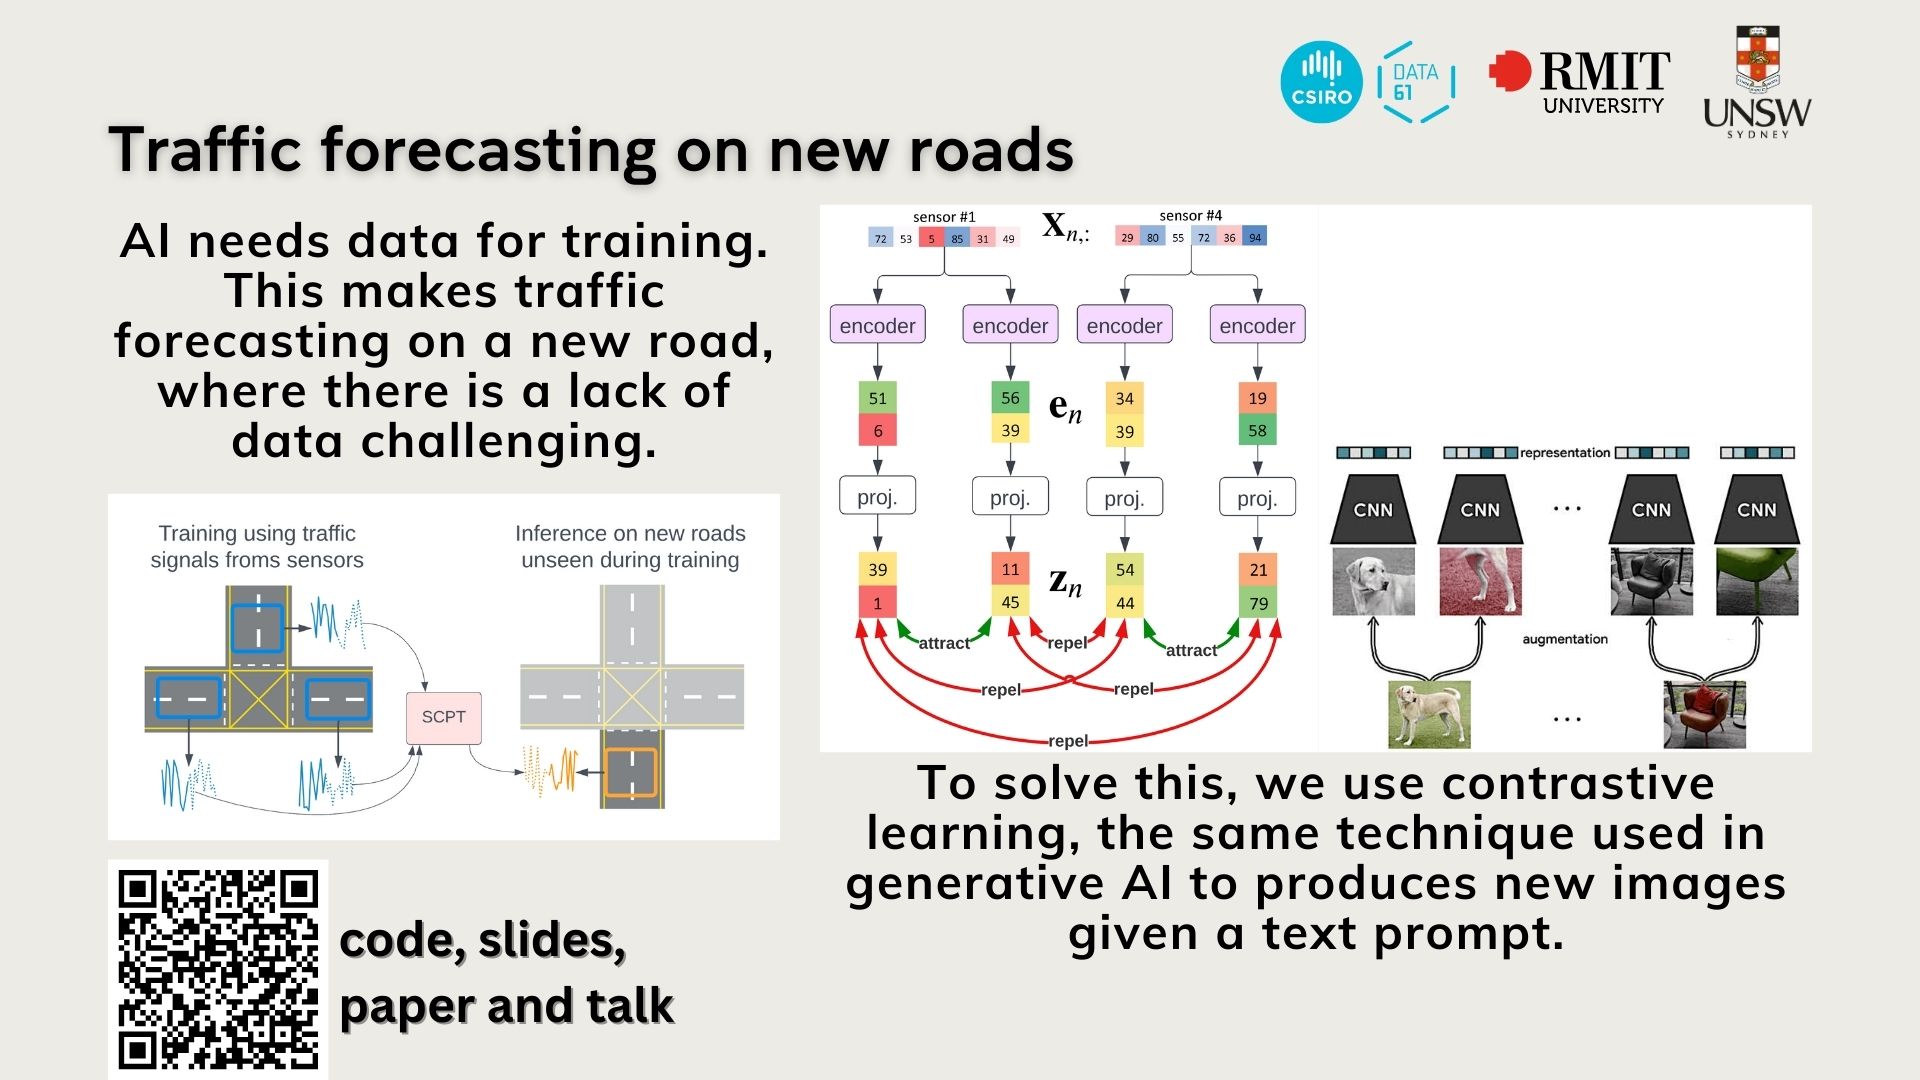 CSIRO
DATA
61
RMIT
UNIVERSITY
UNSW
SYDNEY
Traffic forecasting on new roads
AI needs data for training.
This makes traffic
forecasting on a new road,
where there is a lack of
data challenging.
Training using traffic
signals froms sensors
Inference on new roads
unseen during training
SCPT
code, slides,
paper and talk
sensor #1
Xn,:
sensor #4
72 53 5 85 31 49
29 80 55 72 36 94
encoder encoder encoder encoder
51 56 en 34 19
6 39 39 58
proj. proj. proj. proj.
39 11 zn 54 21
1 45 44 79
attract repel attract
repel repel
repel
representation
CNN CNN ... CNN CNN
augmentation
...
To solve this, we use contrastive
learning, the same technique used in
generative AI to produces new images
given a text prompt.